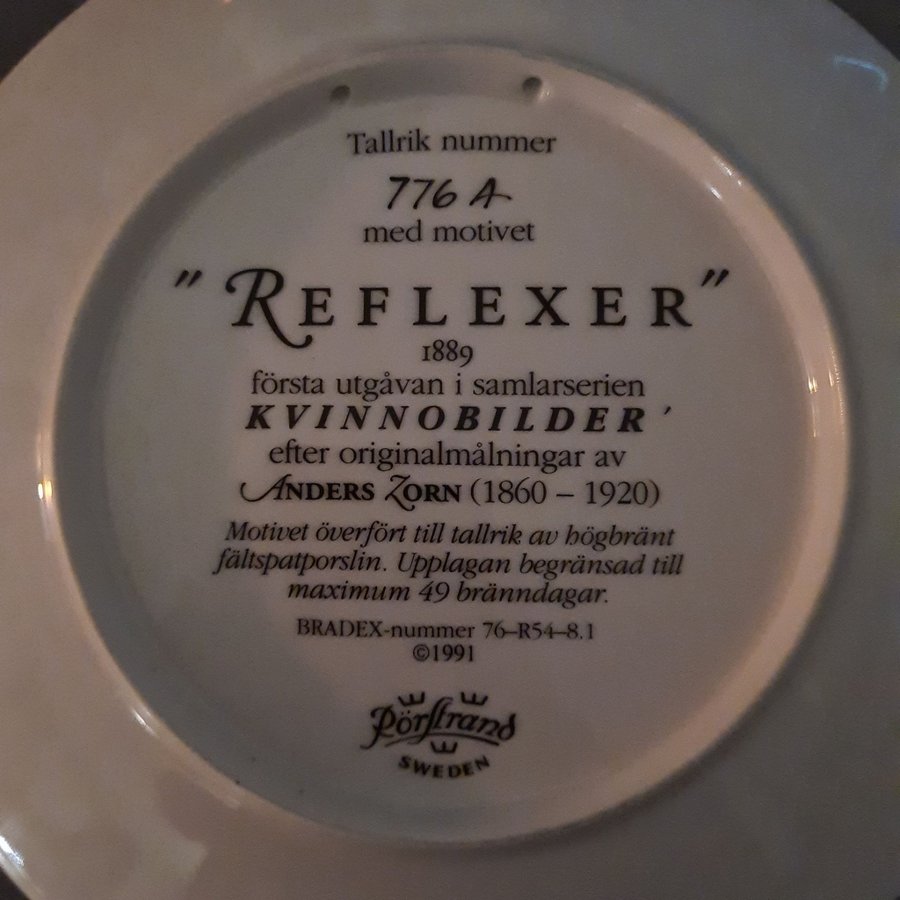 Tallrik nummer
776 A
med motivet
"REFLEXER"
1889
första utgåvan i samlarserien
KVINNOBILDER'
efter originalmålningar av
ANDERS ZORN (1860 – 1920)
Motivet överfört till tallrik av högbränt
fältspatporslin. Upplagan begränsad till
maximum 49 bränndagar.
BRADEX-nummer 76–R54–8.1
©1991
Rörstrand
SWEDEN